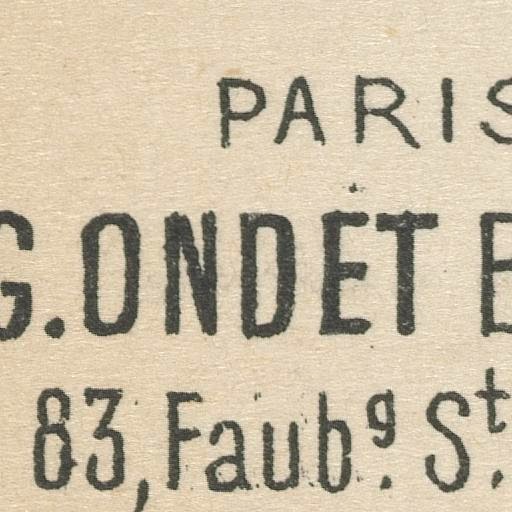 PARIS
G. ONDET
83, Faubg. St.